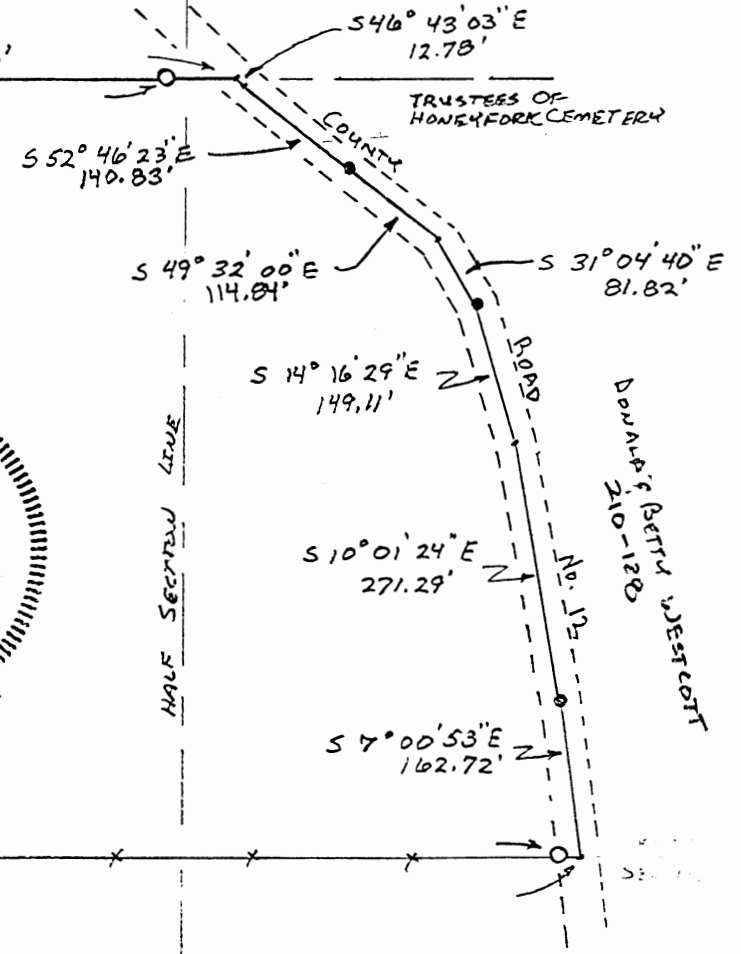 S 46° 43' 03" E
12.78'
TRUSTEES OF
HONEYFORK CEMETERY
COUNTY
S 52° 46' 23" E
140.83'
S 49° 32' 00" E
114.84'
S 31° 04' 40" E
81.82'
ROAD
S 14° 16' 29" E
149.11'
DONALD & BETTY WESTCOTT
210-128
HALF SECTION LINE
S 10° 01' 24" E
271.29'
No. 12
S 7° 00' 53" E
162.72'